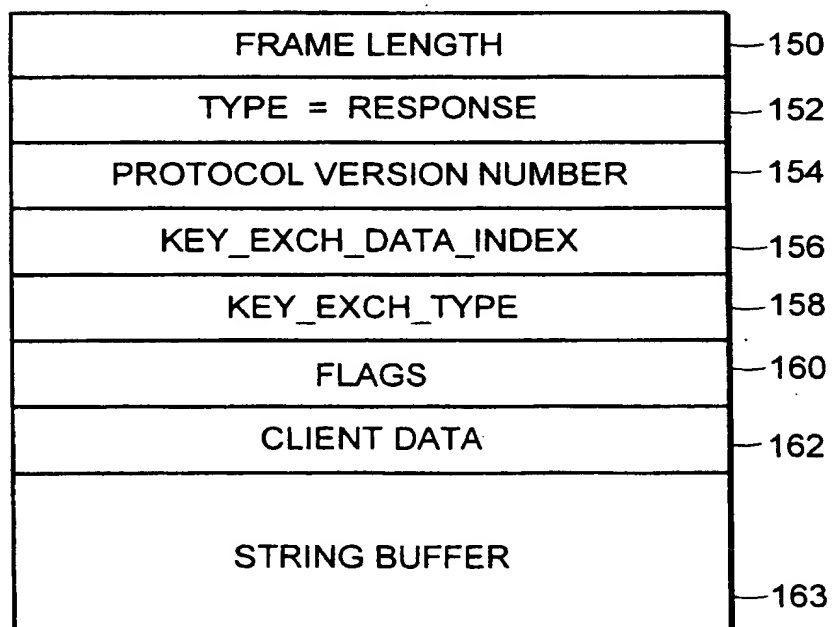 FRAME LENGTH 150
TYPE = RESPONSE 152
PROTOCOL VERSION NUMBER 154
KEY_EXCH_DATA_INDEX 156
KEY_EXCH_TYPE 158
FLAGS 160
CLIENT DATA 162
STRING BUFFER
163